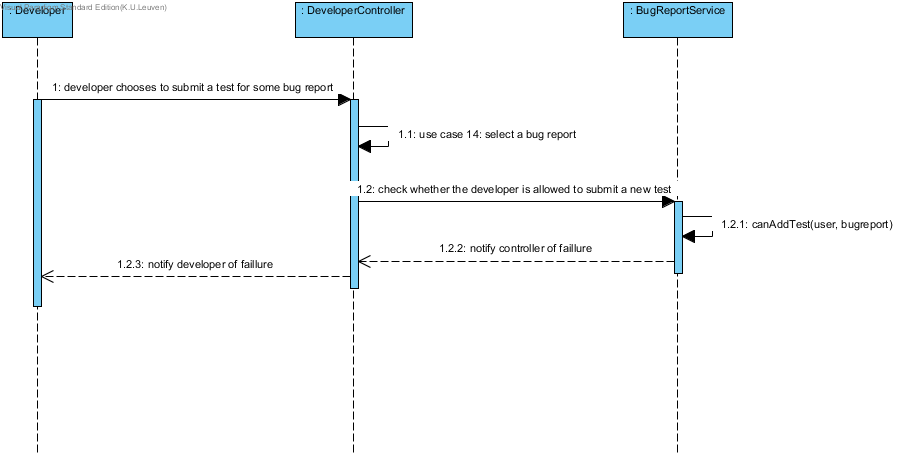 : Developer
Standard Edition(K.U.Leuven)
: DeveloperController
: BugReportService
1: developer chooses to submit a test for some bug report
1.1: use case 14: select a bug report
1.2: check whether the developer is allowed to submit a new test
1.2.1: canAddTest(user, bugreport)
1.2.2: notify controller of faillure
1.2.3: notify developer of faillure